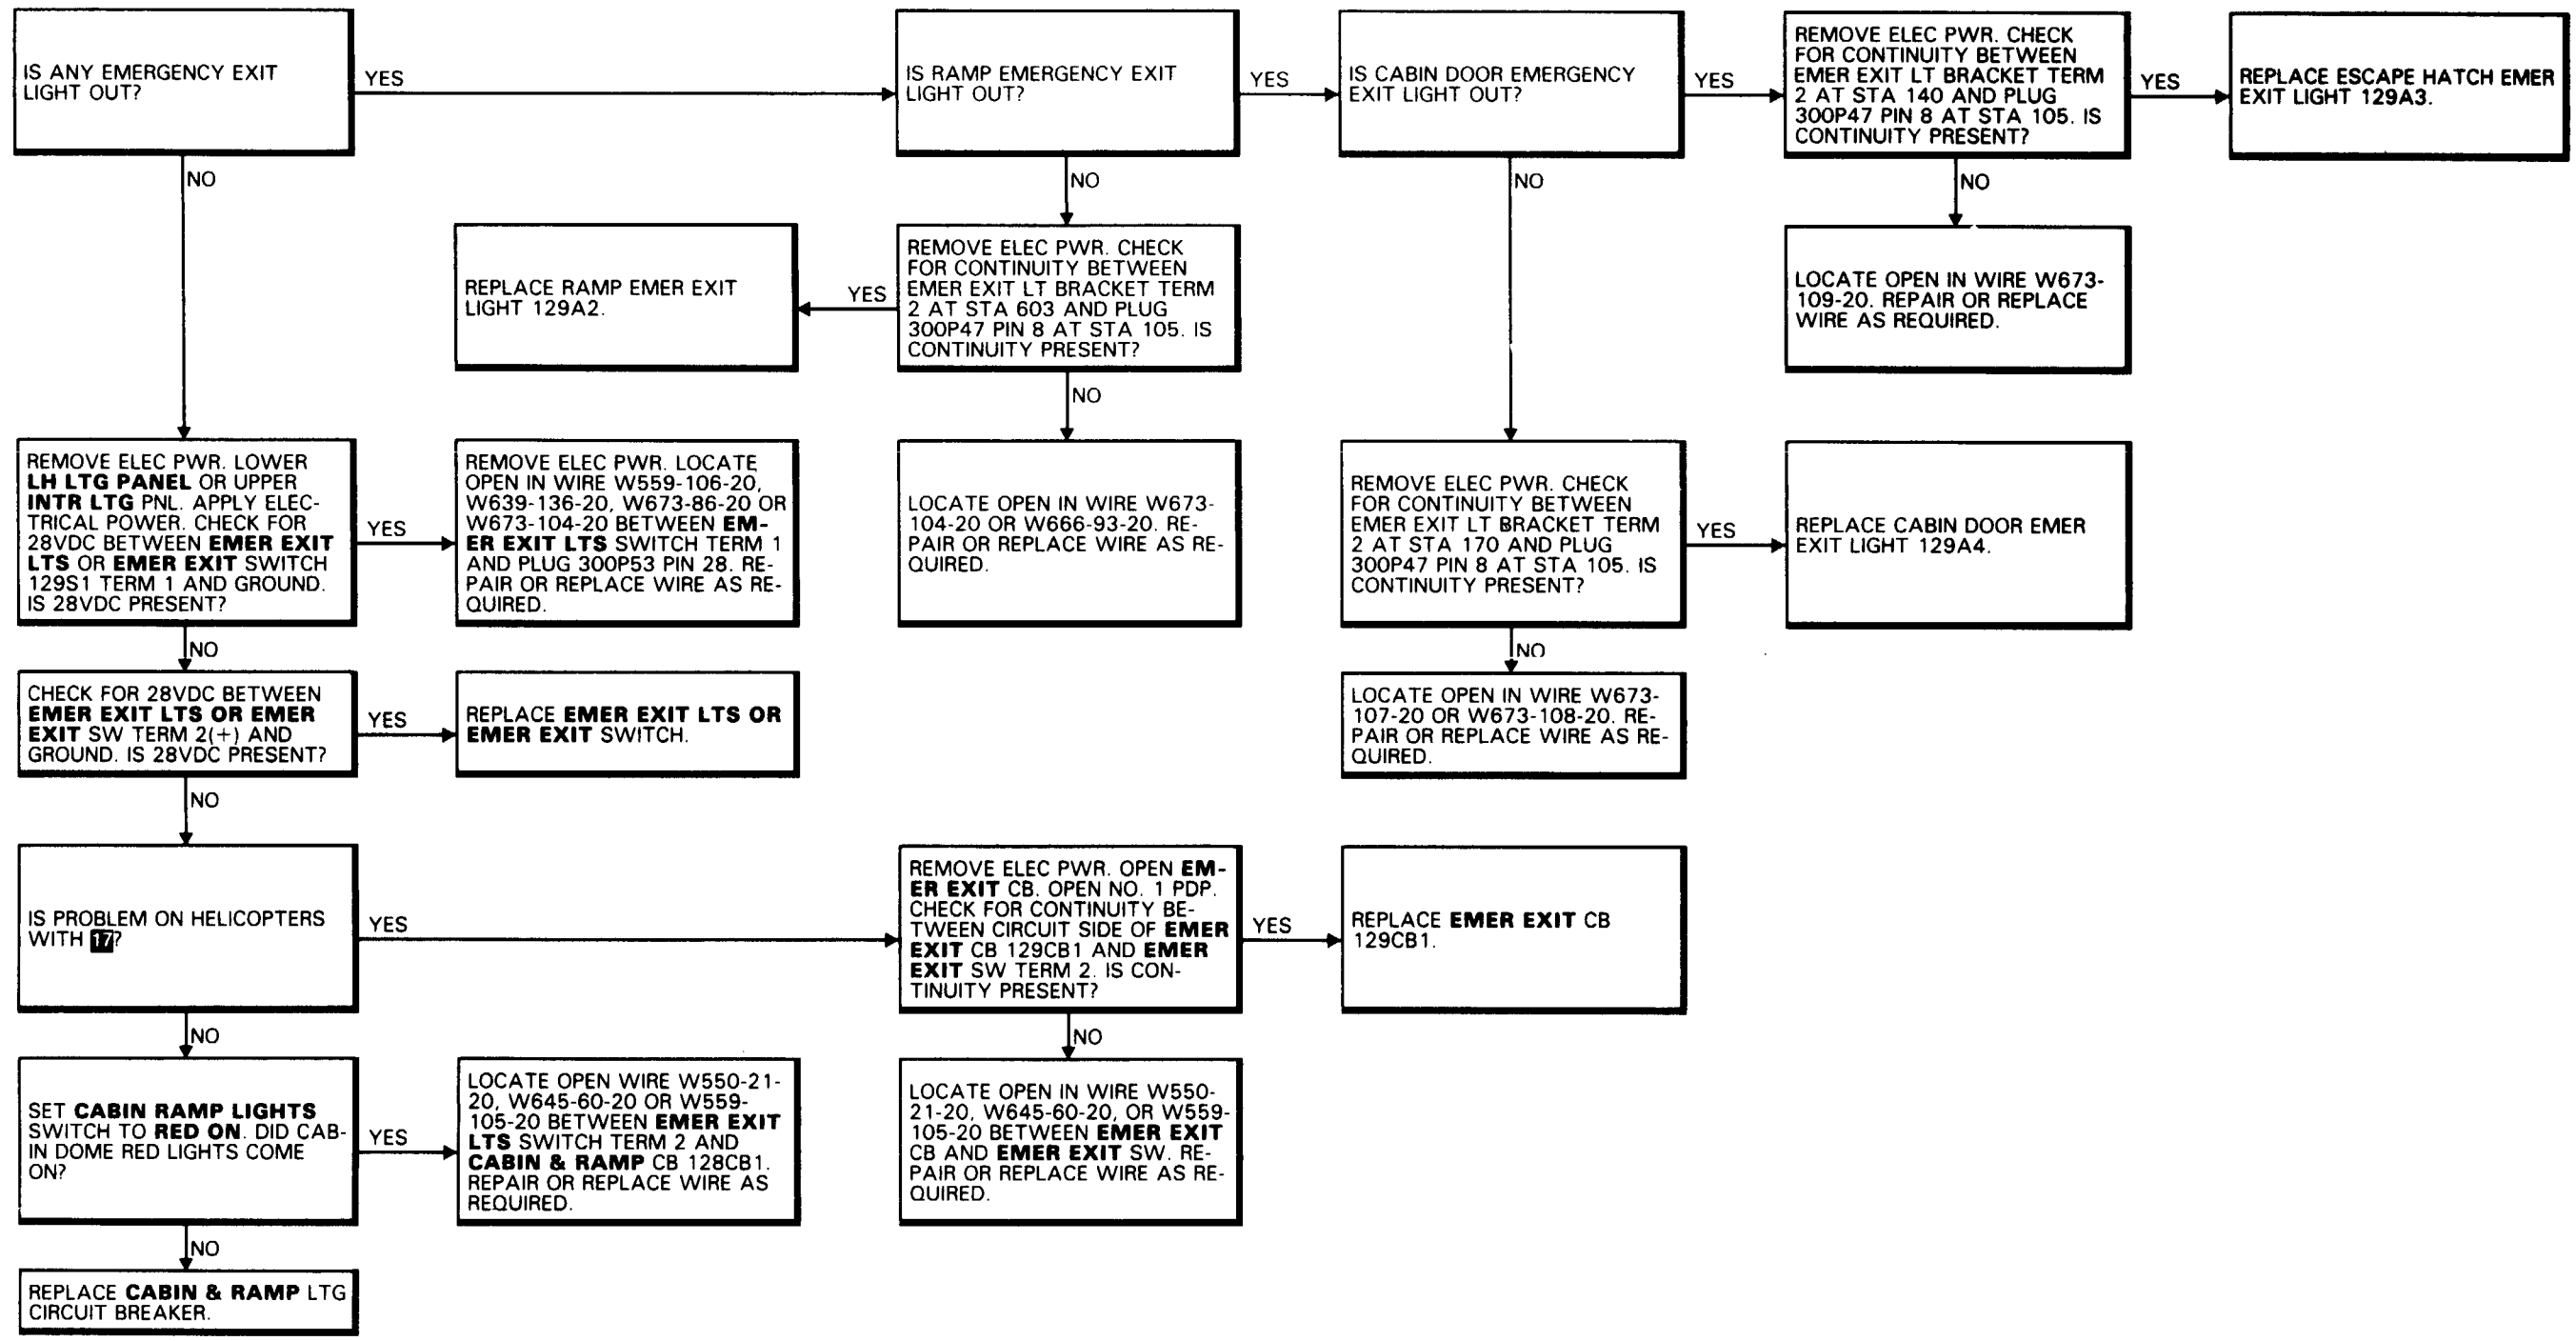 IS ANY EMERGENCY EXIT
LIGHT OUT?
YES
IS RAMP EMERGENCY EXIT
LIGHT OUT?
YES
IS CABIN DOOR EMERGENCY
EXIT LIGHT OUT?
YES
REMOVE ELEC PWR. CHECK
FOR CONTINUITY BETWEEN
EMER EXIT LT BRACKET TERM
2 AT STA 140 AND PLUG
300P47 PIN 8 AT STA 105. IS
CONTINUITY PRESENT?
YES
REPLACE ESCAPE HATCH EMER
EXIT LIGHT 129A3.
NO
NO
NO
NO
REPLACE RAMP EMER EXIT
LIGHT 129A2.
YES
REMOVE ELEC PWR. CHECK
FOR CONTINUITY BETWEEN
EMER EXIT LT BRACKET TERM
2 AT STA 603 AND PLUG
300P47 PIN 8 AT STA 105. IS
CONTINUITY PRESENT?
LOCATE OPEN IN WIRE W673-
109-20. REPAIR OR REPLACE
WIRE AS REQUIRED.
NO
REMOVE ELEC PWR. LOWER
LH LTG PANEL OR UPPER
INTR LTG PNL. APPLY ELEC-
TRICAL POWER. CHECK FOR
28VDC BETWEEN EMER EXIT
LTS OR EMER EXIT SWITCH
129S1 TERM 1 AND GROUND.
IS 28VDC PRESENT?
YES
REMOVE ELEC PWR. LOCATE
OPEN IN WIRE W559-106-20,
W639-136-20, W673-86-20 OR
W673-104-20 BETWEEN EM-
ER EXIT LTS SWITCH TERM 1
AND PLUG 300P53 PIN 28. RE-
PAIR OR REPLACE WIRE AS RE-
QUIRED.
LOCATE OPEN IN WIRE W673-
104-20 OR W666-93-20. RE-
PAIR OR REPLACE WIRE AS RE-
QUIRED.
REMOVE ELEC PWR. CHECK
FOR CONTINUITY BETWEEN
EMER EXIT LT BRACKET TERM
2 AT STA 170 AND PLUG
300P47 PIN 8 AT STA 105. IS
CONTINUITY PRESENT?
YES
REPLACE CABIN DOOR EMER
EXIT LIGHT 129A4.
NO
NO
CHECK FOR 28VDC BETWEEN
EMER EXIT LTS OR EMER
EXIT SW TERM 2(+) AND
GROUND. IS 28VDC PRESENT?
YES
REPLACE EMER EXIT LTS OR
EMER EXIT SWITCH.
LOCATE OPEN IN WIRE W673-
107-20 OR W673-108-20. RE-
PAIR OR REPLACE WIRE AS RE-
QUIRED.
NO
IS PROBLEM ON HELICOPTERS
WITH 17?
YES
REMOVE ELEC PWR. OPEN EM-
ER EXIT CB. OPEN NO. 1 PDP.
CHECK FOR CONTINUITY BE-
TWEEN CIRCUIT SIDE OF EMER
EXIT CB 129CB1 AND EMER
EXIT SW TERM 2. IS CON-
TINUITY PRESENT?
YES
REPLACE EMER EXIT CB
129CB1.
NO
NO
SET CABIN RAMP LIGHTS
SWITCH TO RED ON. DID CAB-
IN DOME RED LIGHTS COME
ON?
YES
LOCATE OPEN WIRE W550-21-
20, W645-60-20 OR W559-
105-20 BETWEEN EMER EXIT
LTS SWITCH TERM 2 AND
CABIN & RAMP CB 128CB1.
REPAIR OR REPLACE WIRE AS
REQUIRED.
LOCATE OPEN IN WIRE W550-
21-20, W645-60-20, OR W559-
105-20 BETWEEN EMER EXIT
CB AND EMER EXIT SW. RE-
PAIR OR REPLACE WIRE AS RE-
QUIRED.
NO
REPLACE CABIN & RAMP LTG
CIRCUIT BREAKER.